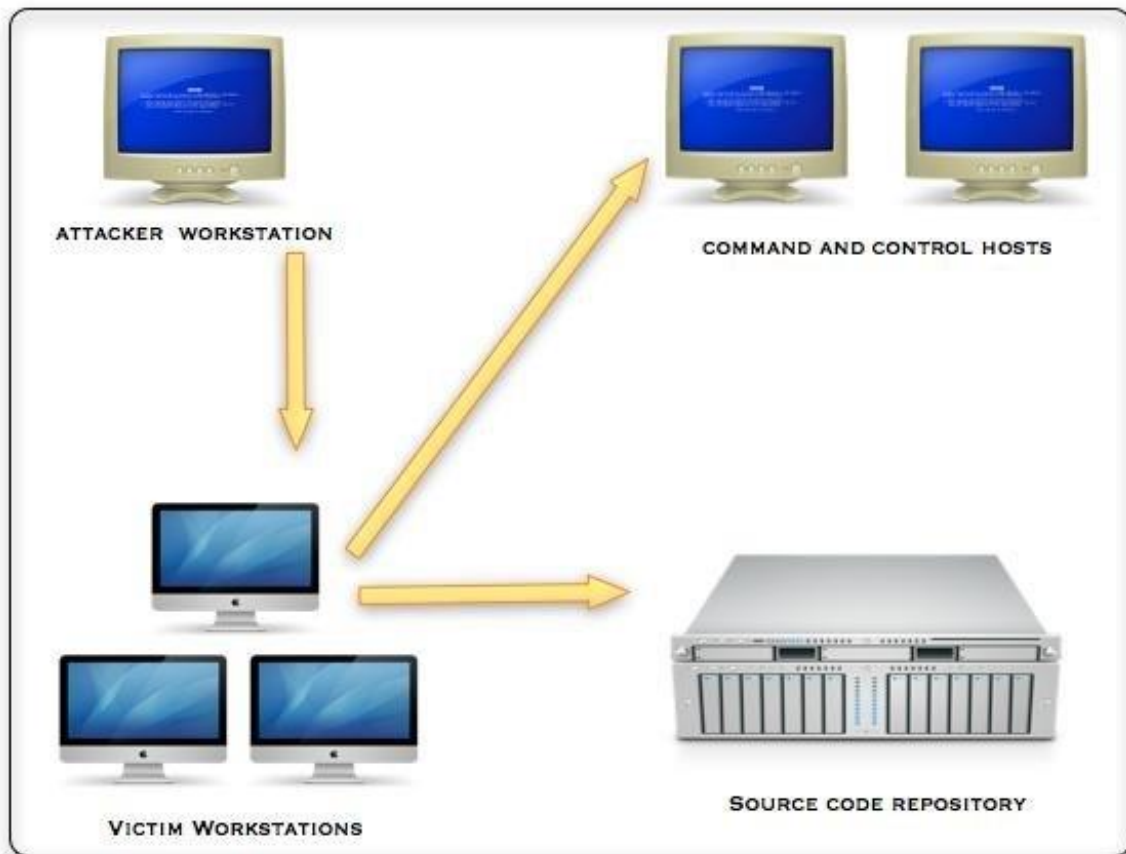 ATTACKER WORKSTATION
COMMAND AND CONTROL HOSTS
VICTIM WORKSTATIONS
SOURCE CODE REPOSITORY